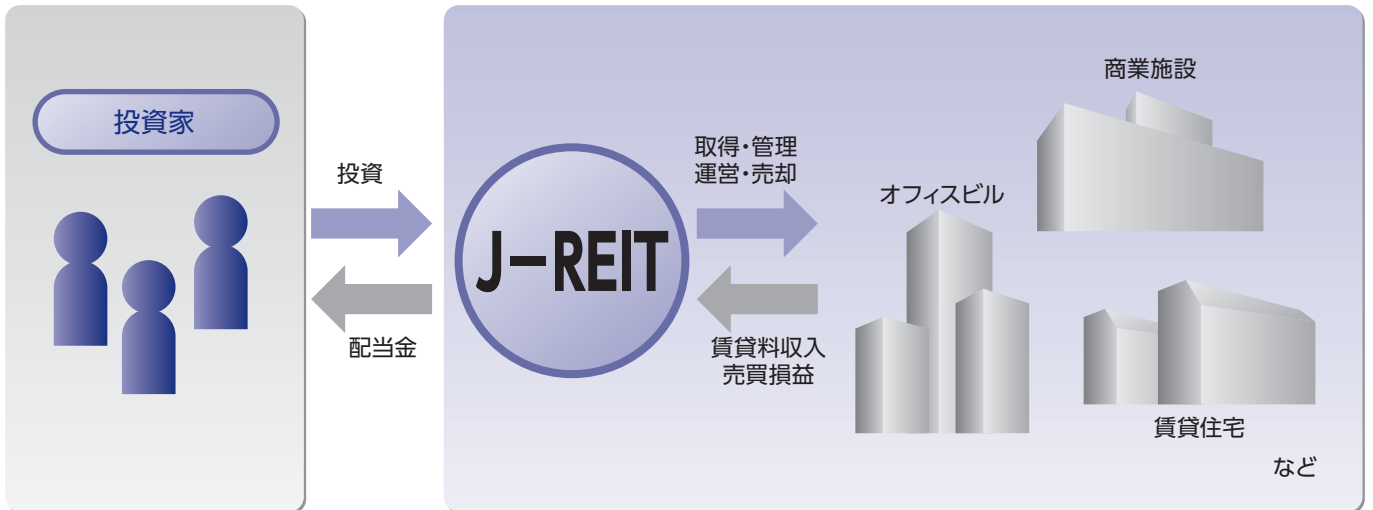 投資家
投資
配当金
J-REIT
取得・管理
運営・売却
賃貸料収入
売買損益
商業施設
オフィスビル
賃貸住宅
など